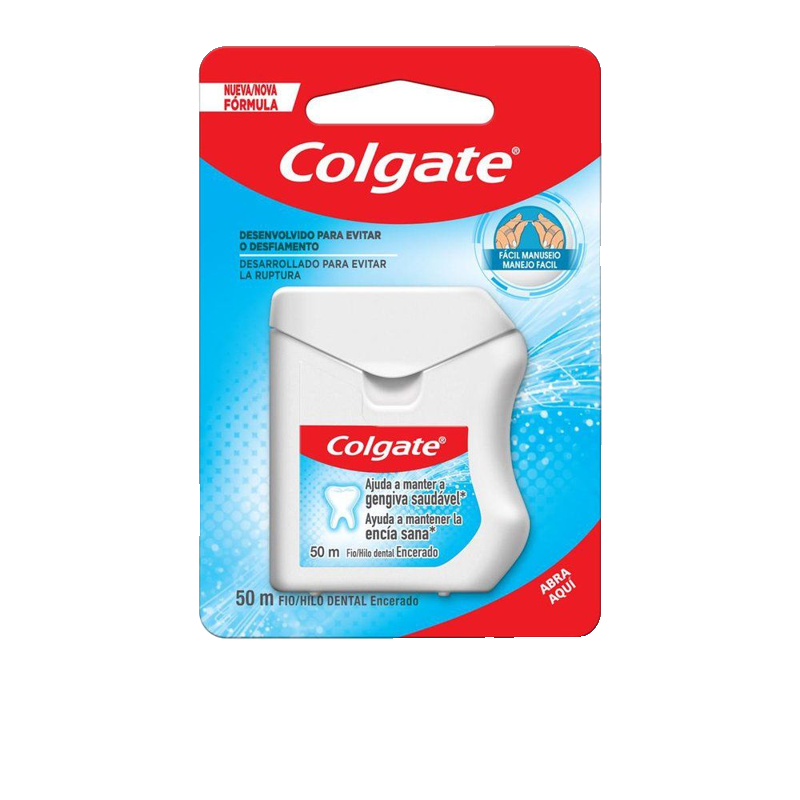 NUEVA/NOVA
FÓRMULA
Colgate®
DESENVOLVIDO PARA EVITAR
O DESFIAMENTO
DESARROLLADO PARA EVITAR
LA RUPTURA
FÁCIL MANUSEIO
MANEJO FACIL
Colgate®
Ajuda a manter a
gengiva saudável*
Ayuda a mantener la
encía sana*
50 m Fio/Hilo dental Encerado
50 m FIO/HILO DENTAL Encerado
ABRA
AQUÍ